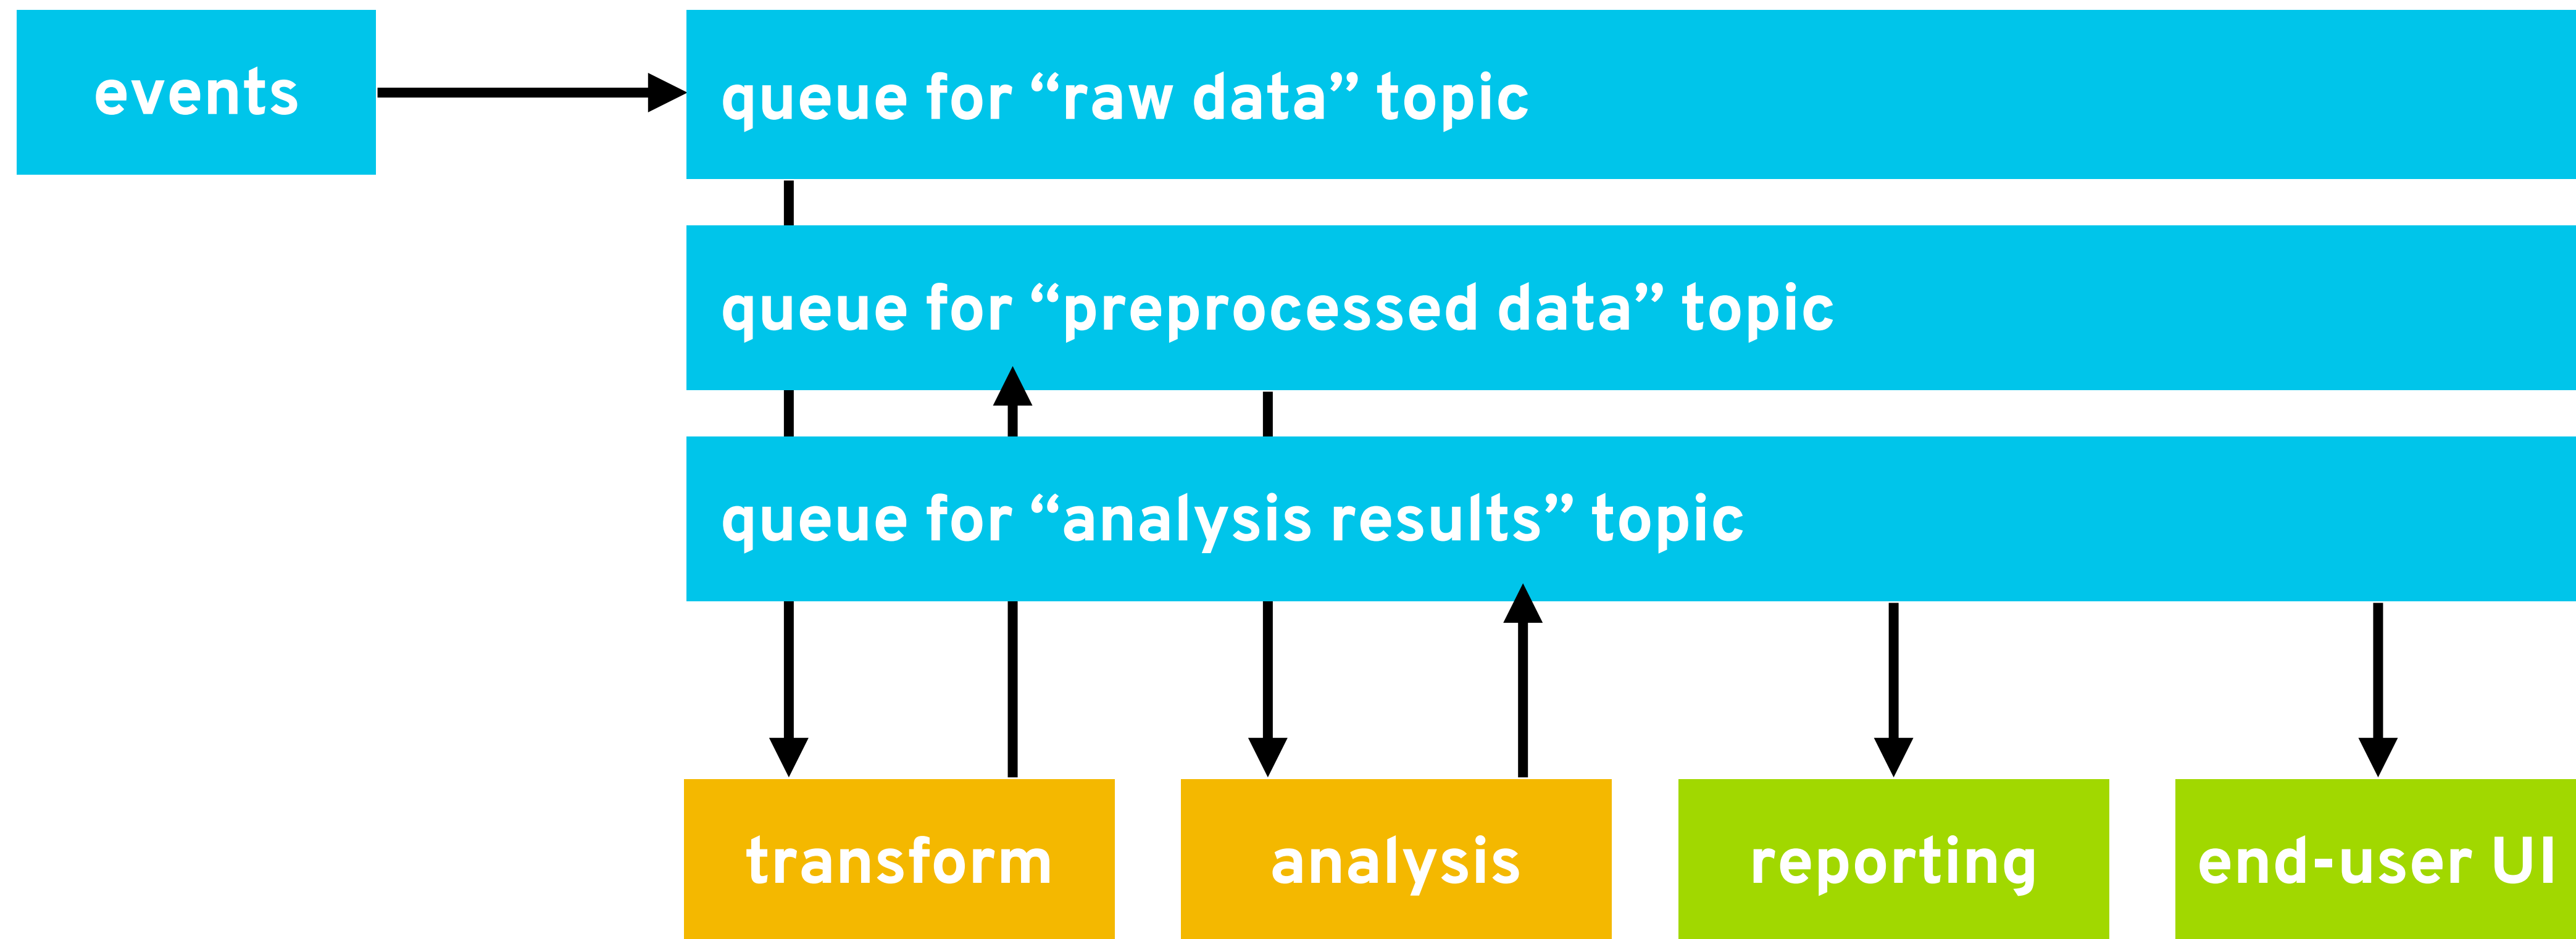 events
queue for “raw data” topic
queue for “preprocessed data” topic
queue for “analysis results” topic
transform
analysis
reporting
end-user UI